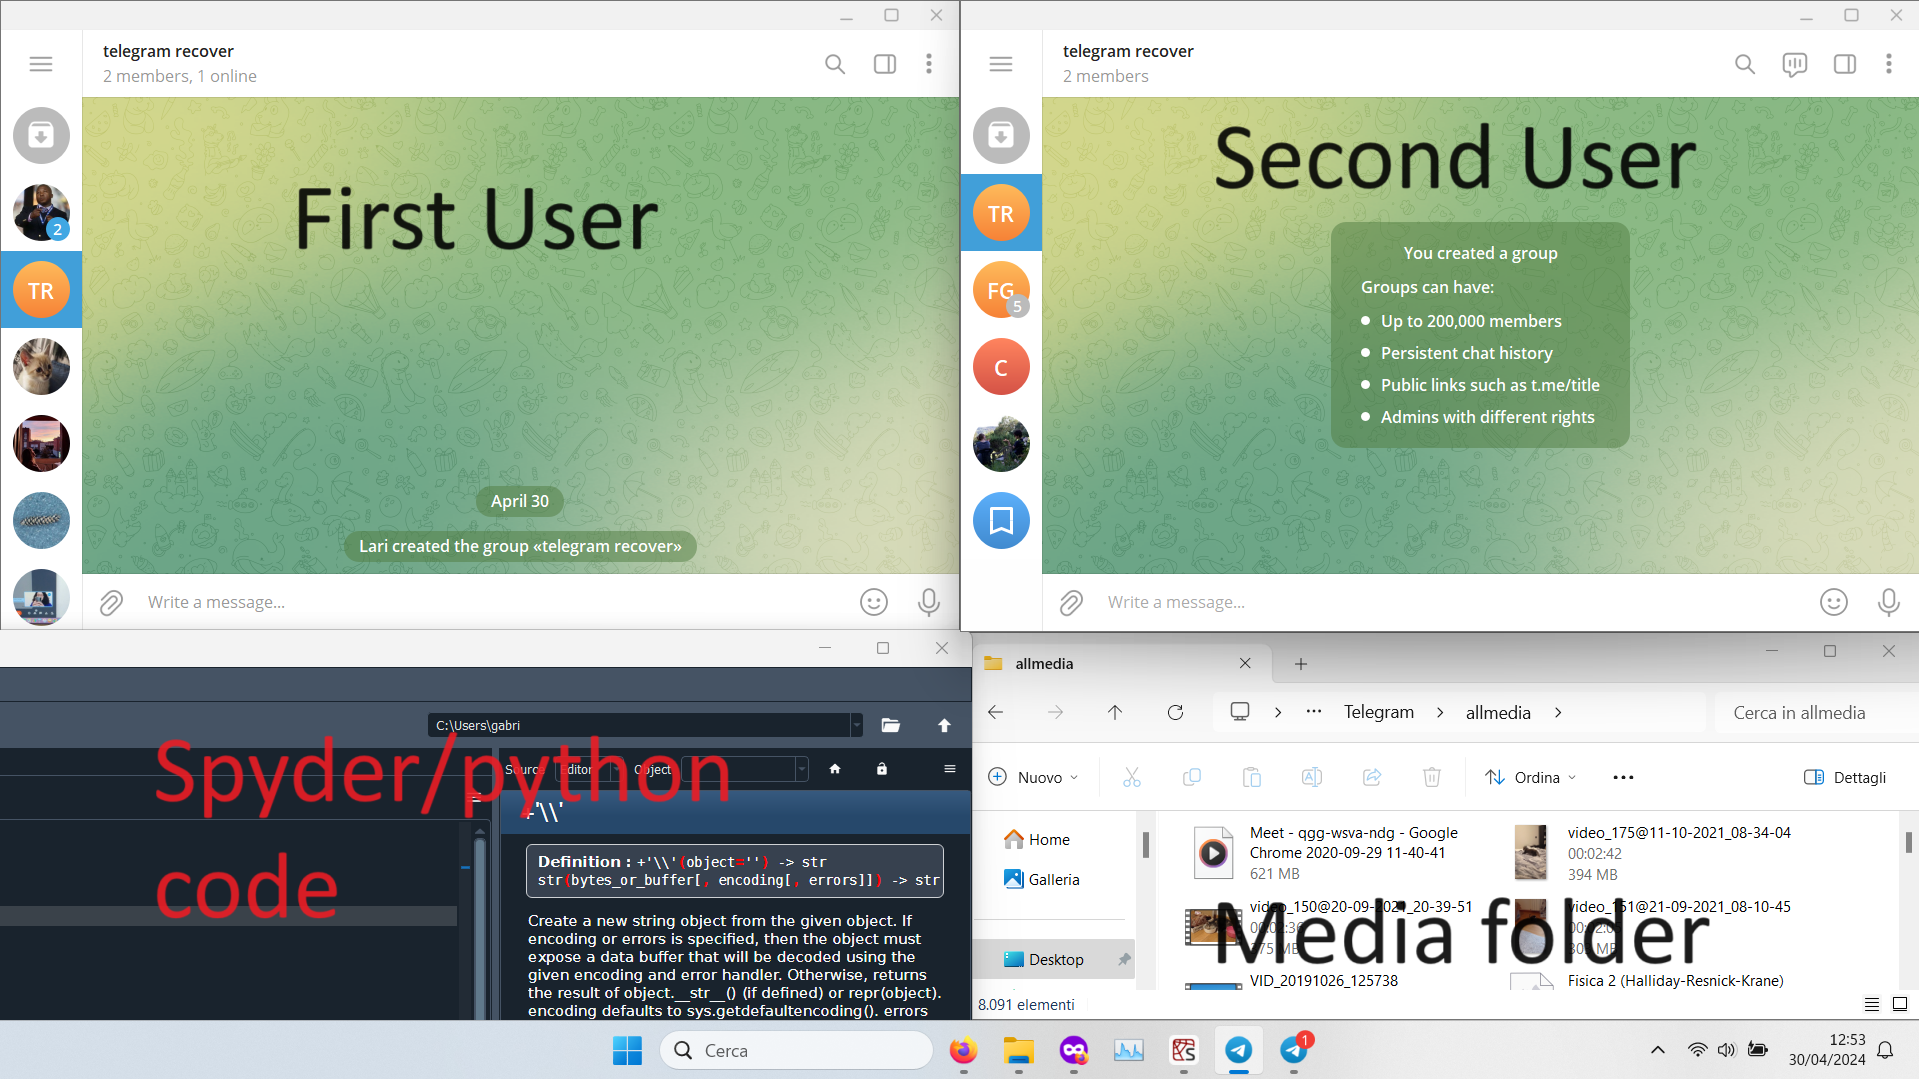 telegram recover
2 members, 1 online
2
TR
First User
April 30
Lari created the group «telegram recover»
Write a message...
telegram recover
2 members
TR
FG
5
C
Second User
You created a group
Groups can have:
Up to 200,000 members
Persistent chat history
Public links such as t.me/title
Admins with different rights
Write a message...
C:\Users\gabri
Source Editor Object
Spyder/python
code
+'\\'
Definition : +'\\'(object='') -> str
str(bytes_or_buffer[, encoding[, errors]]) -> str
Create a new string object from the given object. If
encoding or errors is specified, then the object must
expose a data buffer that will be decoded using the
given encoding and error handler. Otherwise, returns
the result of object.__str__() (if defined) or repr(object).
encoding defaults to sys.getdefaultencoding(). errors
allmedia
Telegram > allmedia >
Cerca in allmedia
Nuovo
Ordina
Dettagli
Home
Galleria
Desktop
Meet - qgg-wsva-ndg - Google
Chrome 2020-09-29 11-40-41
621 MB
video_175@11-10-2021_08-34-04
00:02:42
394 MB
video_150@20-09-2021_20-39-51
video_151@21-09-2021_08-10-45
Media folder
VID_20191026_125738
Fisica 2 (Halliday-Resnick-Krane)
8.091 elementi
Cerca
1
12:53
30/04/2024